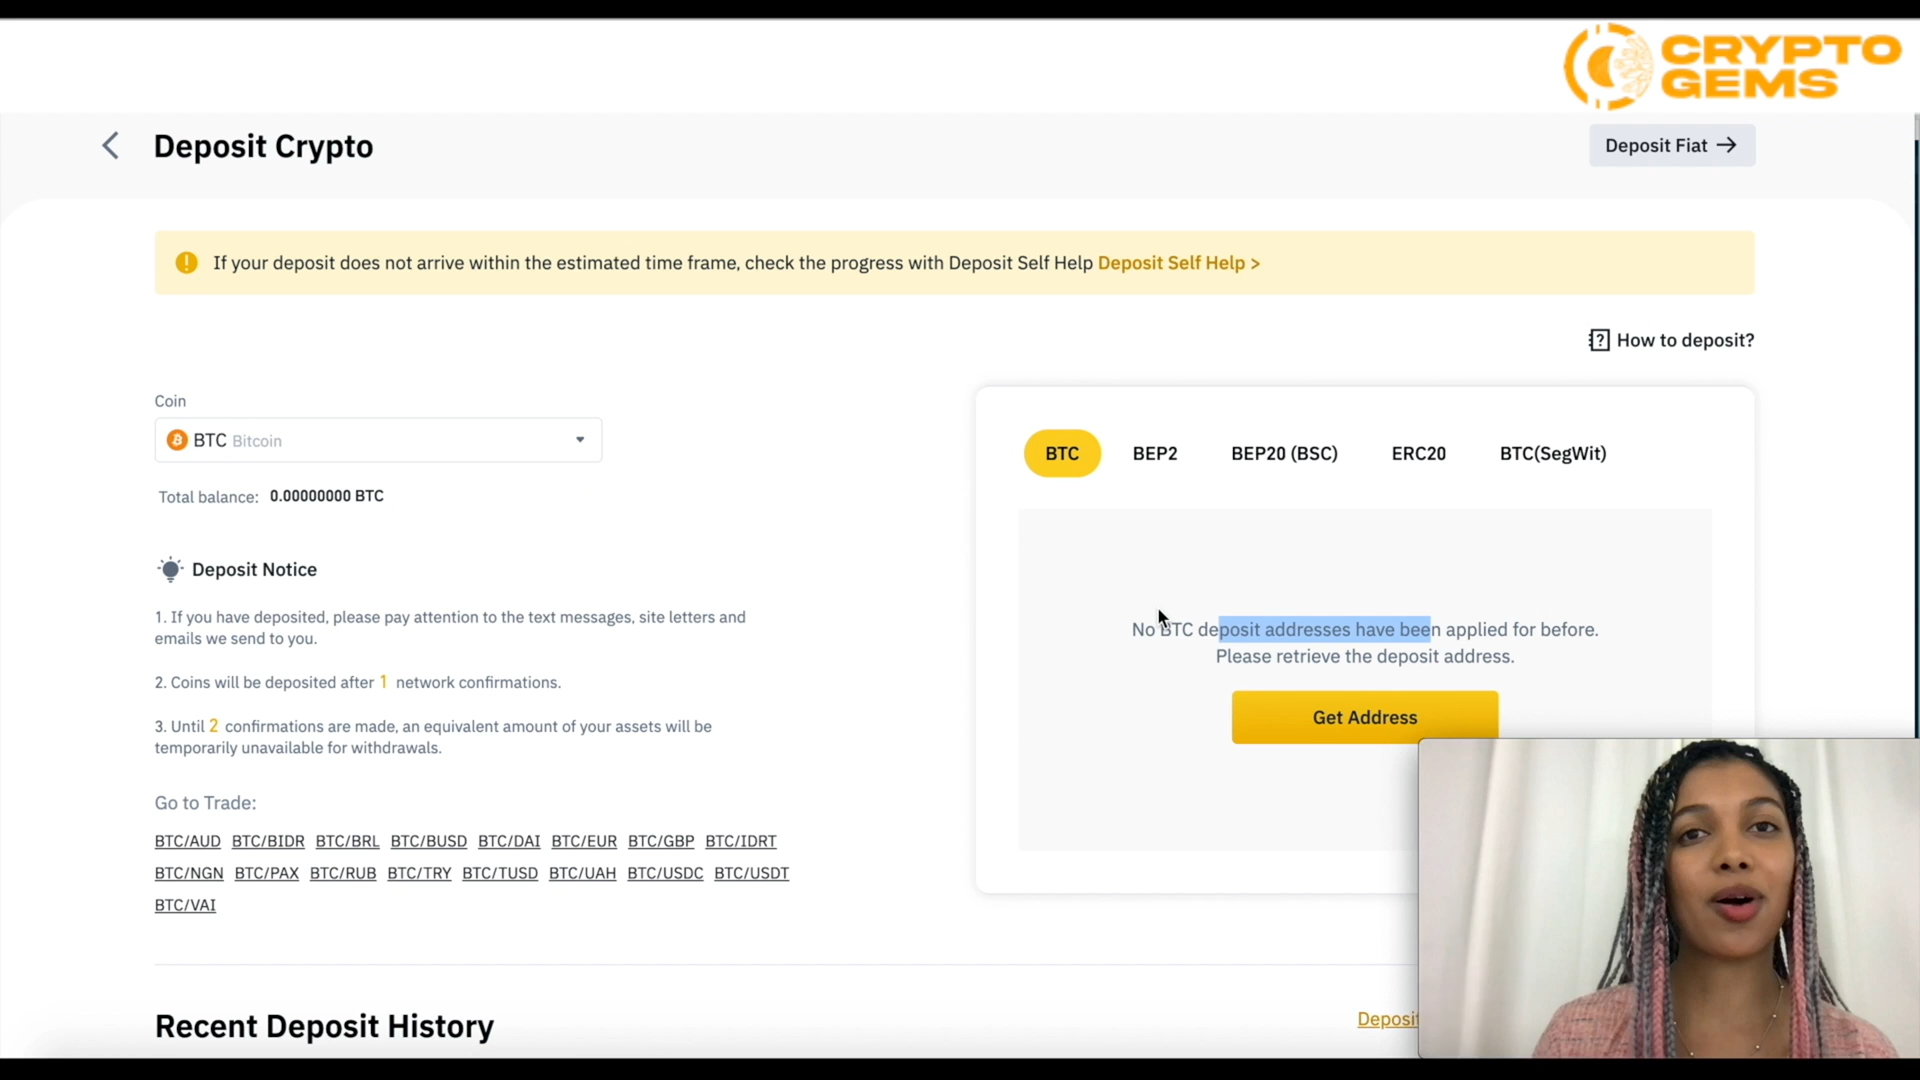 CRYPTO
GEMS
Deposit Crypto
Deposit Fiat →
If your deposit does not arrive within the estimated time frame, check the progress with Deposit Self Help Deposit Self Help >
How to deposit?
Coin
BTC Bitcoin
Total balance: 0.00000000 BTC
Deposit Notice
1. If you have deposited, please pay attention to the text messages, site letters and
emails we send to you.
2. Coins will be deposited after 1 network confirmations.
3. Until 2 confirmations are made, an equivalent amount of your assets will be
temporarily unavailable for withdrawals.
Go to Trade:
BTC/AUD BTC/BIDR BTC/BRL BTC/BUSD BTC/DAI BTC/EUR BTC/GBP BTC/IDRT
BTC/NGN BTC/PAX BTC/RUB BTC/TRY BTC/TUSD BTC/UAH BTC/USDC BTC/USDT
BTC/VAI
BTC BEP2 BEP20 (BSC) ERC20 BTC(SegWit)
No BTC deposit addresses have been applied for before.
Please retrieve the deposit address.
Get Address
Recent Deposit History
Deposit